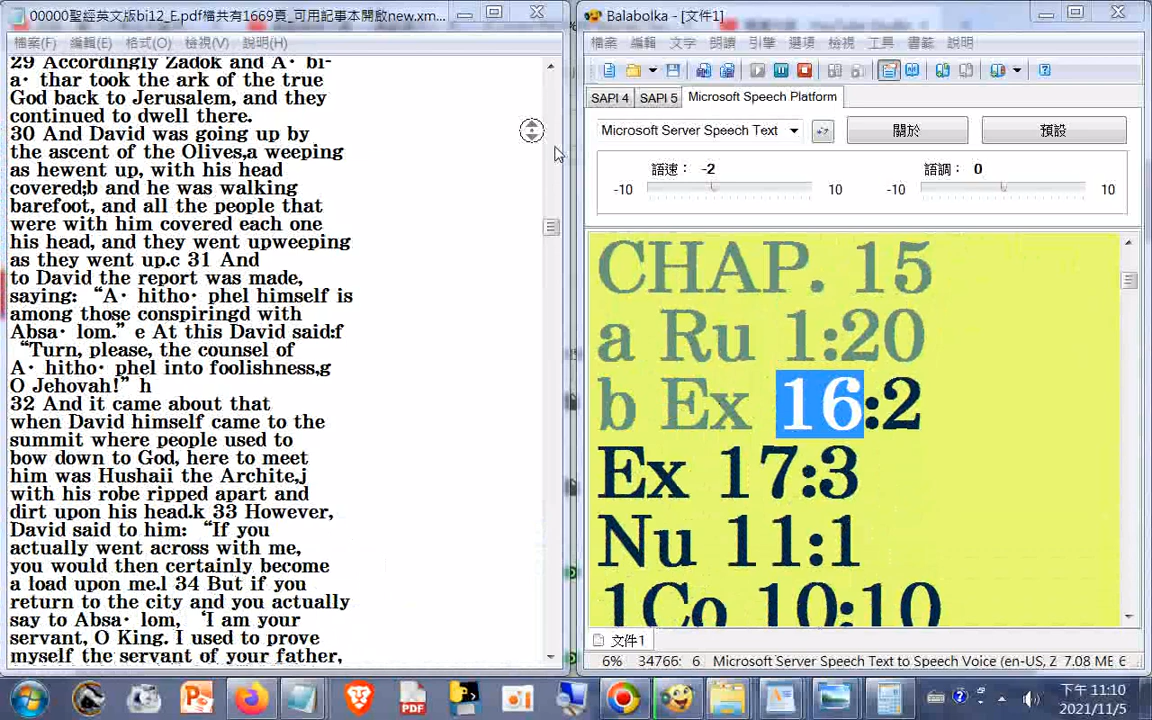 00000聖經英文版bi12_E.pdf檔共有1669頁_可用記事本開啟new.xm...
檔案(F) 編輯(E) 格式(O) 檢視(V) 說明(H)
29 Accordingly Zadok and A‧ bi-
a‧ thar took the ark of the true
God back to Jerusalem, and they
continued to dwell there.
30 And David was going up by
the ascent of the Olives,a weeping
as hewent up, with his head
covered;b and he was walking
barefoot, and all the people that
were with him covered each one
his head, and they went upweeping
as they went up.c 31 And
to David the report was made,
saying: “A‧ hitho‧ phel himself is
among those conspiringd with
Absa‧ lom.” e At this David said:f
“Turn, please, the counsel of
A‧ hitho‧ phel into foolishness,g
O Jehovah!” h
32 And it came about that
when David himself came to the
summit where people used to
bow down to God, here to meet
him was Hushaii the Archite,j
with his robe ripped apart and
dirt upon his head.k 33 However,
David said to him: “If you
actually went across with me,
you would then certainly become
a load upon me.l 34 But if you
return to the city and you actually
say to Absa‧ lom, ‘I am your
servant, O King. I used to prove
myself the servant of your father,
Balabolka - [文件1]
檔案 編輯 文字 朗讀 引擎 選項 檢視 工具 書籤 說明
SAPI 4 SAPI 5 Microsoft Speech Platform
Microsoft Server Speech Text 關於 預設
語速: -2 語調: 0
-10 10 -10 10
CHAP. 15
a Ru 1:20
b Ex 16:2
Ex 17:3
Nu 11:1
1Co 10:10
文件1
6% 34766: 6 Microsoft Server Speech Text to Speech Voice (en-US, Z 7.08 MB 6
下午 11:10
2021/11/5